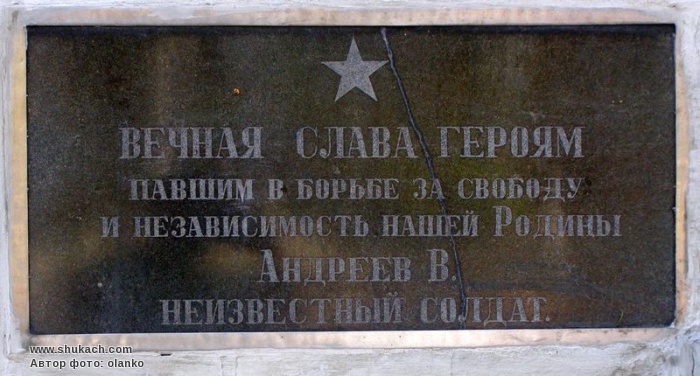 ВЕЧНАЯ СЛАВА ГЕРОЯМ
ПАВШИМ В БОРЬБЕ ЗА СВОБОДУ
И НЕЗАВИСИМОСТЬ НАШЕЙ РОДИНЫ
АНДРЕЕВ В.
НЕИЗВЕСТНЫЙ СОЛДАТ.
www.shukach.com
Автор фото: olanko